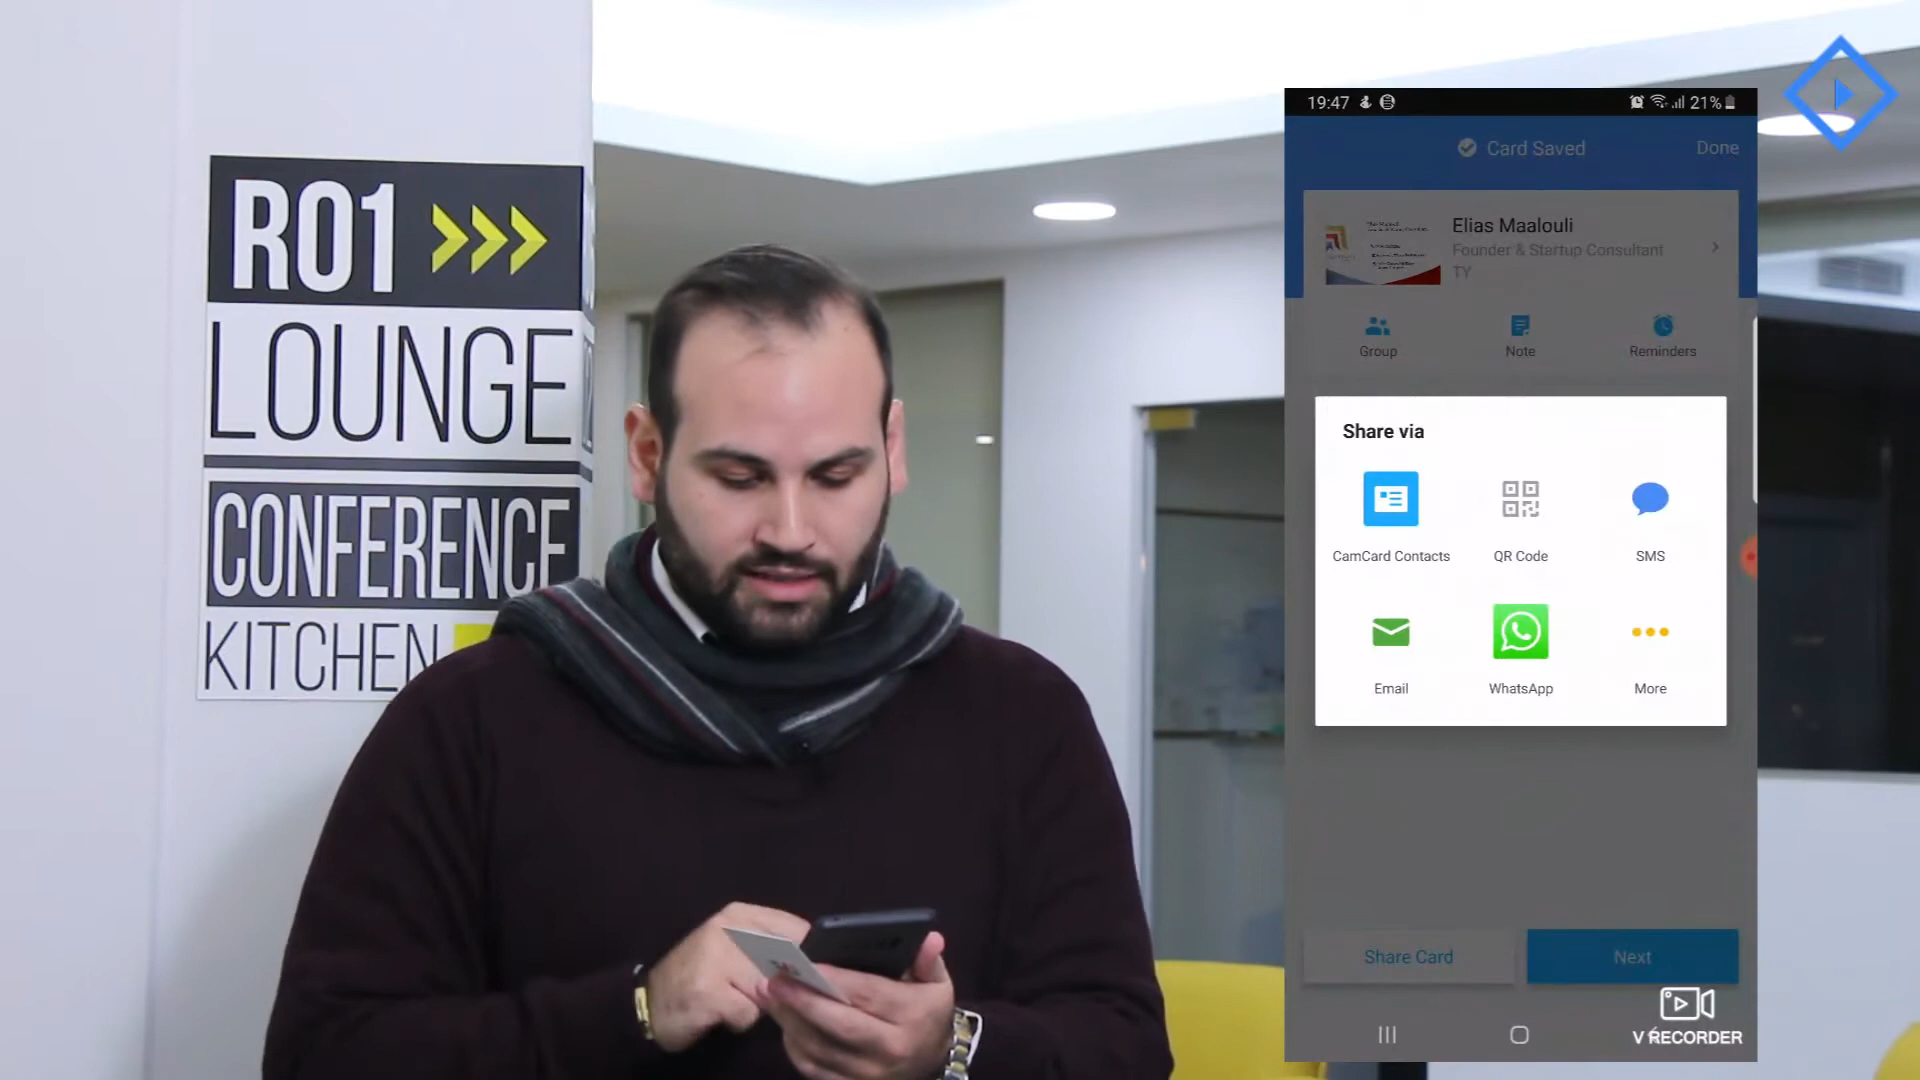 RO1
LOUNGE
CONFERENCE
KITCHEN
19:47
21%
Card Saved
Done
Elias Maalouli
Founder & Startup Consultant
TY
Group
Note
Reminders
Share via
CamCard Contacts
QR Code
SMS
Email
WhatsApp
More
Share Card
Next
V RECORDER